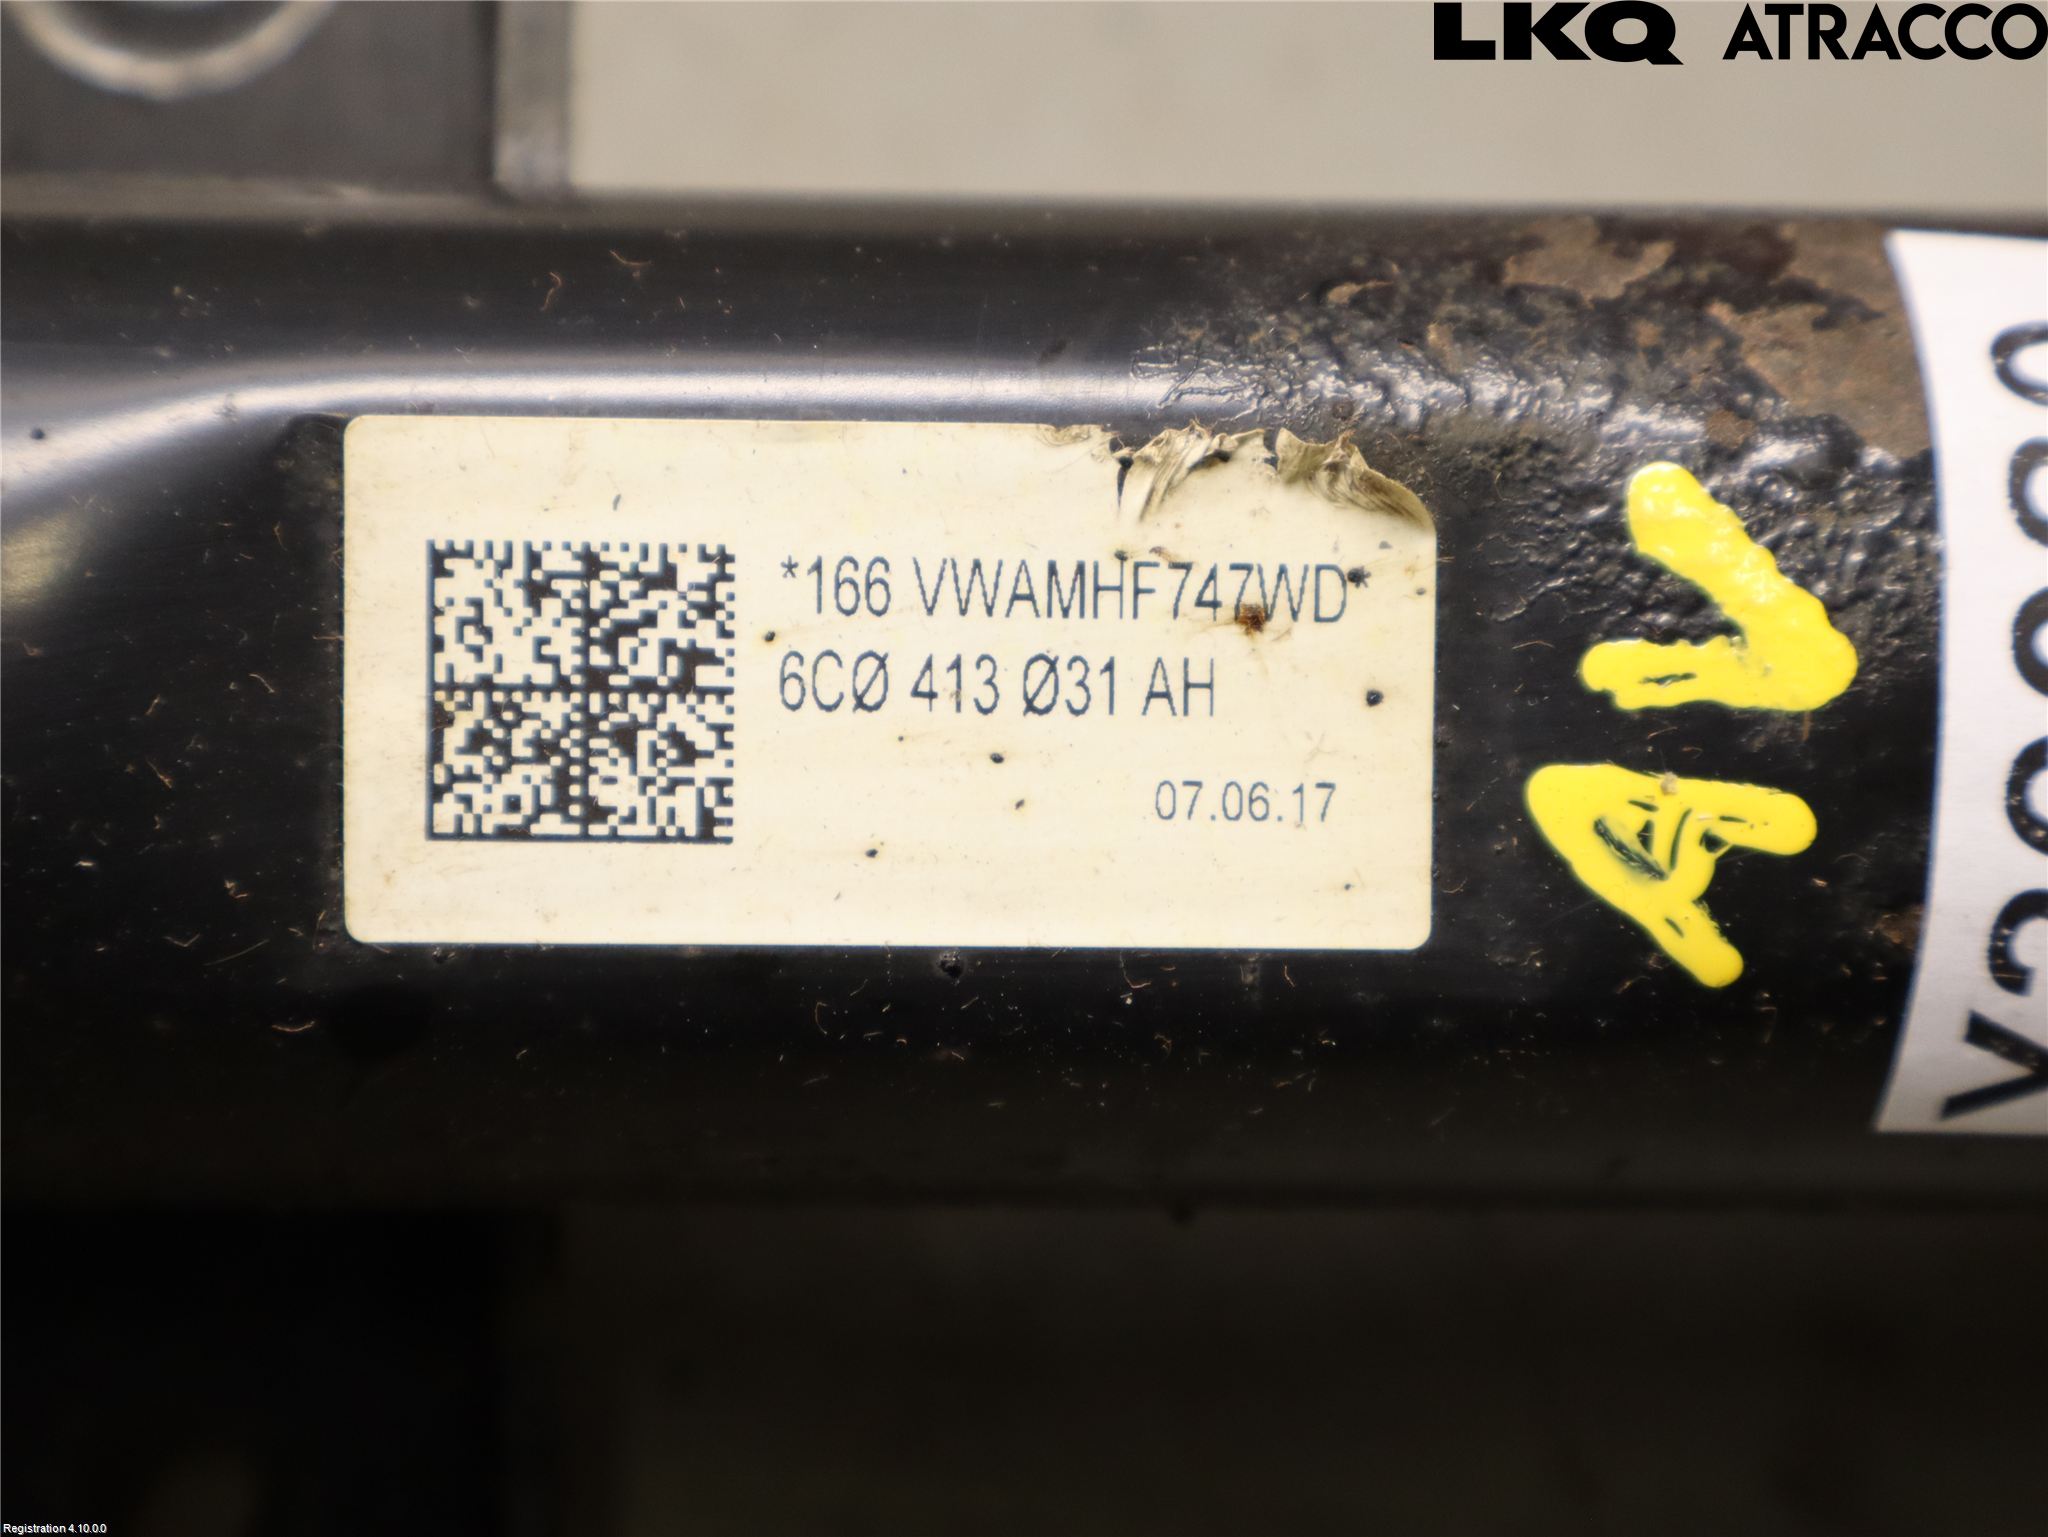 LKQ ATRACCO
*166 VWAMHF747WD*
6CØ 413 Ø31 AH
07.06.17
AV
Registration 4.10.0.0